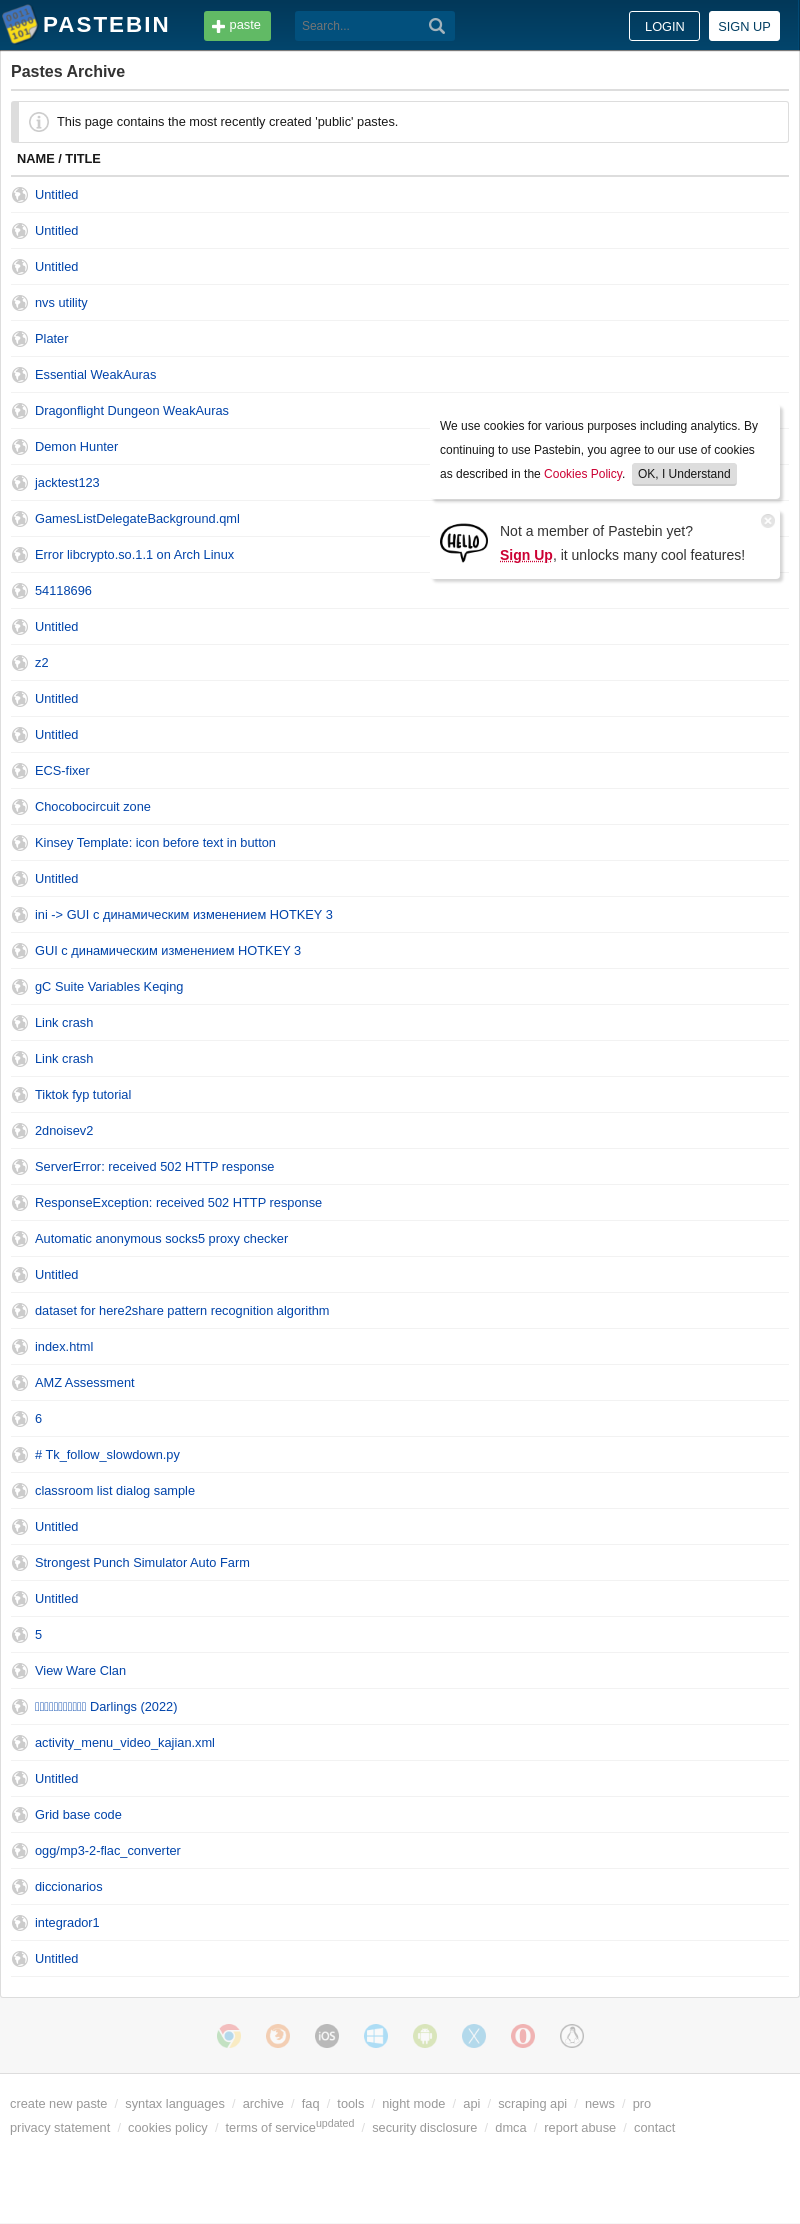 PASTEBIN
paste
Search...
LOGIN
SIGN UP
Pastes Archive
This page contains the most recently created 'public' pastes.
NAME / TITLE
Untitled
Untitled
Untitled
nvs utility
Plater
Essential WeakAuras
Dragonflight Dungeon WeakAuras
Demon Hunter
jacktest123
GamesListDelegateBackground.qml
Error libcrypto.so.1.1 on Arch Linux
54118696
Untitled
z2
Untitled
Untitled
ECS-fixer
Chocobocircuit zone
Kinsey Template: icon before text in button
Untitled
ini -> GUI с динамическим изменением HOTKEY 3
GUI с динамическим изменением HOTKEY 3
gC Suite Variables Keqing
Link crash
Link crash
Tiktok fyp tutorial
2dnoisev2
ServerError: received 502 HTTP response
ResponseException: received 502 HTTP response
Automatic anonymous socks5 proxy checker
Untitled
dataset for here2share pattern recognition algorithm
index.html
AMZ Assessment
6
# Tk_follow_slowdown.py
classroom list dialog sample
Untitled
Strongest Punch Simulator Auto Farm
Untitled
5
View Ware Clan
Darlings (2022)
activity_menu_video_kajian.xml
Untitled
Grid base code
ogg/mp3-2-flac_converter
diccionarios
integrador1
Untitled
We use cookies for various purposes including analytics. By
continuing to use Pastebin, you agree to our use of cookies
as described in the Cookies Policy. OK, I Understand
HELLO
Not a member of Pastebin yet?
Sign Up, it unlocks many cool features!
iOS
create new paste / syntax languages / archive / faq / tools / night mode / api / scraping api / news / pro
privacy statement / cookies policy / terms of service updated / security disclosure / dmca / report abuse / contact